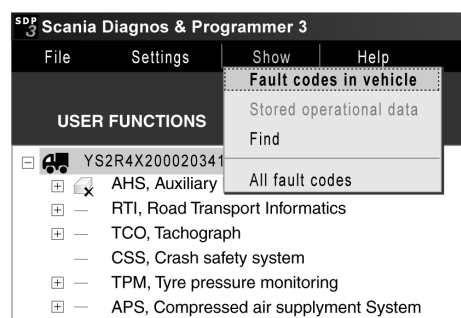 SDP3 Scania Diagnos & Programmer 3
File Settings Show Help
Fault codes in vehicle
Stored operational data
Find
All fault codes
USER FUNCTIONS
YS2R4X200020341
AHS, Auxiliary
RTI, Road Transport Informatics
TCO, Tachograph
CSS, Crash safety system
TPM, Tyre pressure monitoring
APS, Compressed air supplyment System